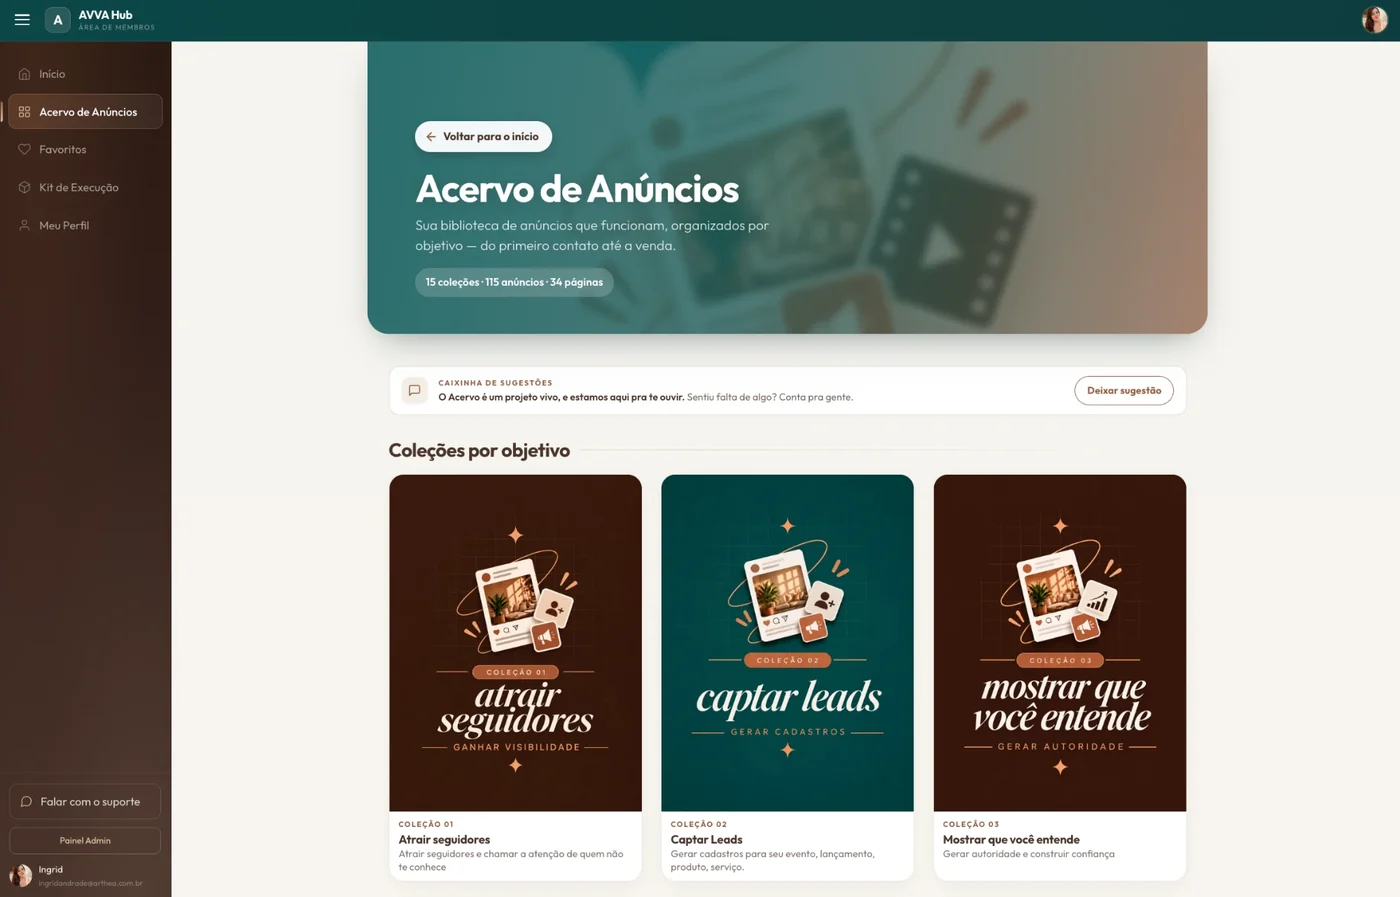 AVVA Hub
ÁREA DE MEMBROS
Início
Acervo de Anúncios
Favoritos
Kit de Execução
Meu Perfil
Falar com o suporte
Painel Admin
Ingrid
ingridandrade@arthea.com.br
Voltar para o início
Acervo de Anúncios
Sua biblioteca de anúncios que funcionam, organizados por
objetivo — do primeiro contato até a venda.
15 coleções · 115 anúncios · 34 páginas
CAIXINHA DE SUGESTÕES
O Acervo é um projeto vivo, e estamos aqui pra te ouvir. Sentiu falta de algo? Conta pra gente.
Deixar sugestão
Coleções por objetivo
COLEÇÃO 01
atrair
seguidores
GANHAR VISIBILIDADE
COLEÇÃO 01
Atrair seguidores
Atrair seguidores e chamar a atenção de quem não
te conhece
COLEÇÃO 02
captar leads
GERAR CADASTROS
COLEÇÃO 02
Captar Leads
Gerar cadastros para seu evento, lançamento,
produto, serviço.
COLEÇÃO 03
mostrar que
você entende
GERAR AUTORIDADE
COLEÇÃO 03
Mostrar que você entende
Gerar autoridade e construir confiança